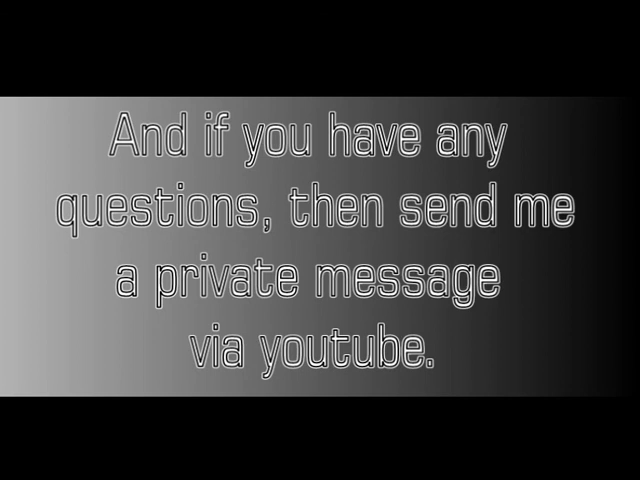 And if you have any
questions, then send me
a private message
via youtube.